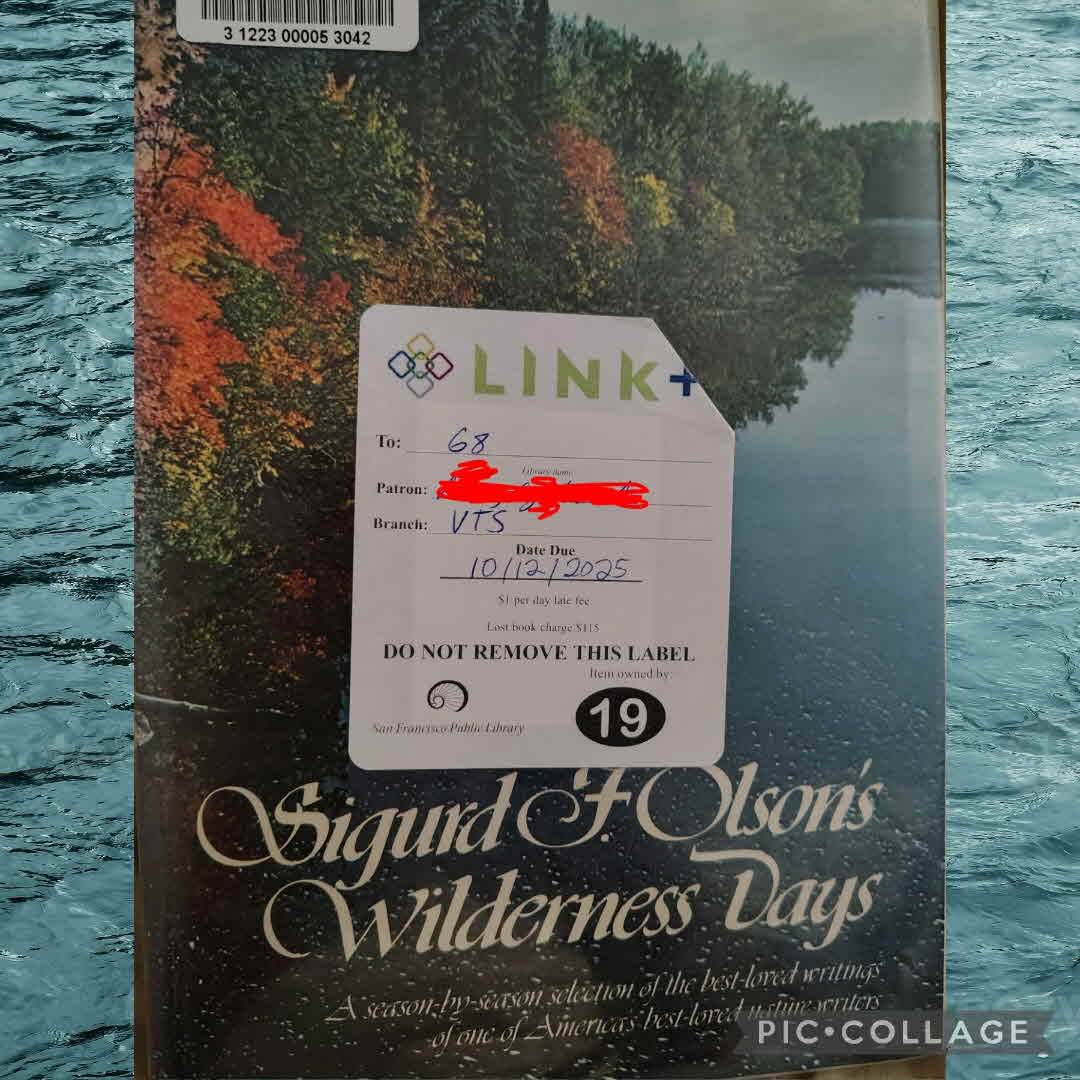 3 1223 00005 3042
LINK+
To: 68
Library name
Patron:
Branch: VTS
Date Due
10/12/2025
$1 per day late fee
Lost book charge $115
DO NOT REMOVE THIS LABEL
Item owned by:
19
San Francisco Public Library
Sigurd F. Olson's
Wilderness Days
A season-by-season selection of the best-loved writings
of one of America's best-loved nature writers
PIC•COLLAGE